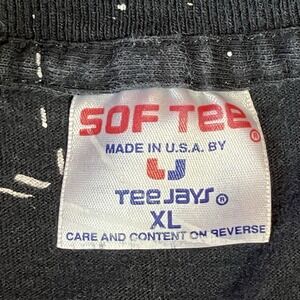 SOF TEE®
MADE IN U.S.A. BY
TEE JAYS®
XL
CARE AND CONTENT ON REVERSE